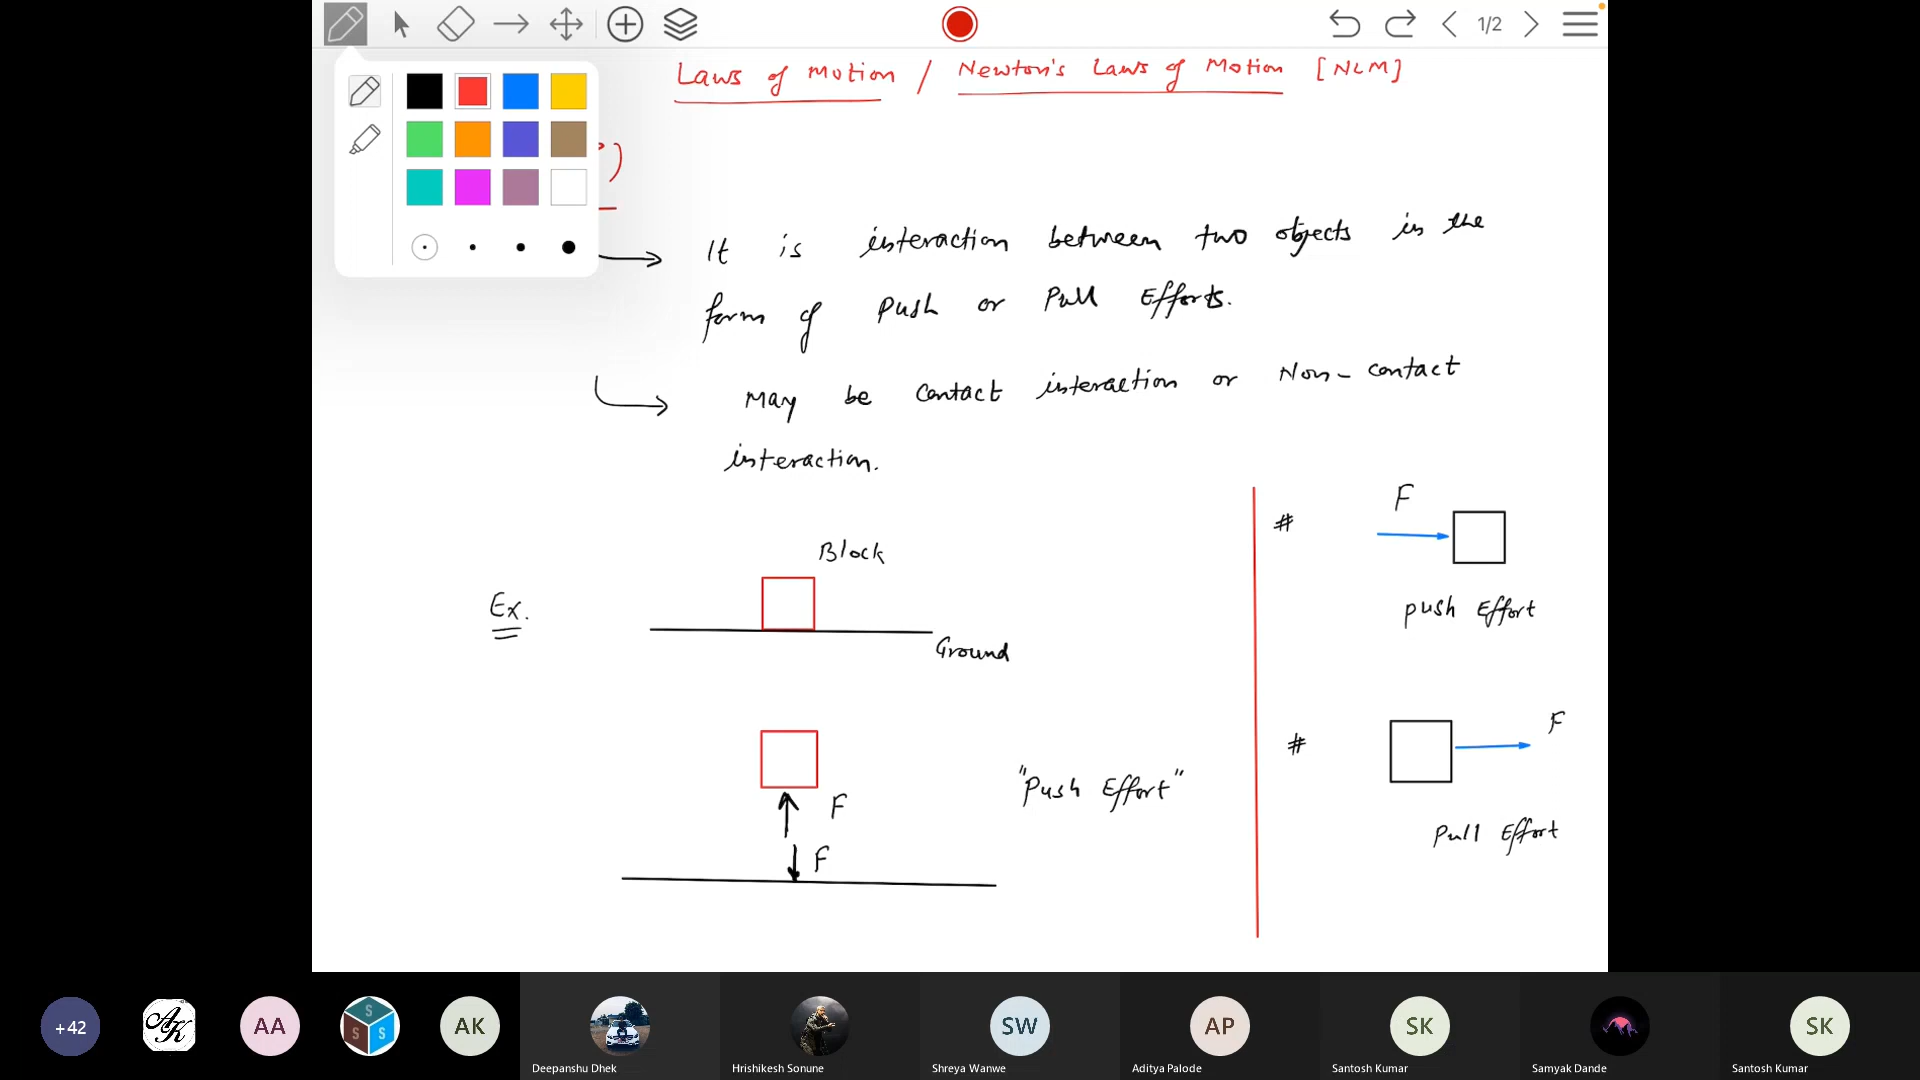 1/2
Laws of Motion / Newton's Laws of Motion [NLM]
)
It is interaction between two objects in the
form of Push or Pull Efforts.
May be contact interaction or Non-contact
interaction.
# F
Push Effort
Block
Ex.
Ground
# F
Pull Effort
F
"Push Effort"
F
+42
AK
AA
S S S
AK
Deepanshu Dhek
Hrishikesh Sonune
SW
Shreya Wanwe
AP
Aditya Palode
SK
Santosh Kumar
Samyak Dande
SK
Santosh Kumar